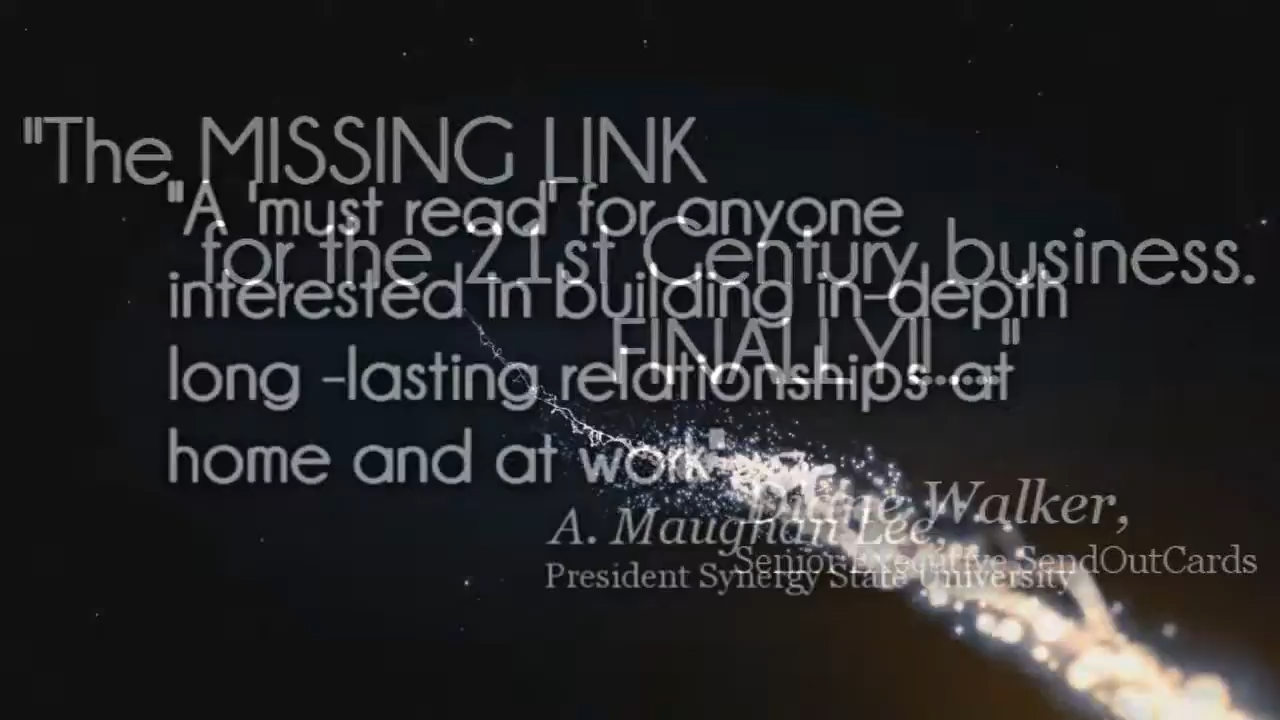 "The MISSING LINK
for the 21st Century business.
FINALLY!! ...."
Diane Walker,
Senior Executive SendOutCards
"A 'must read' for anyone
interested in building in-depth
long -lasting relationships at
home and at work"
A. Maughan Lee,
President Synergy State University